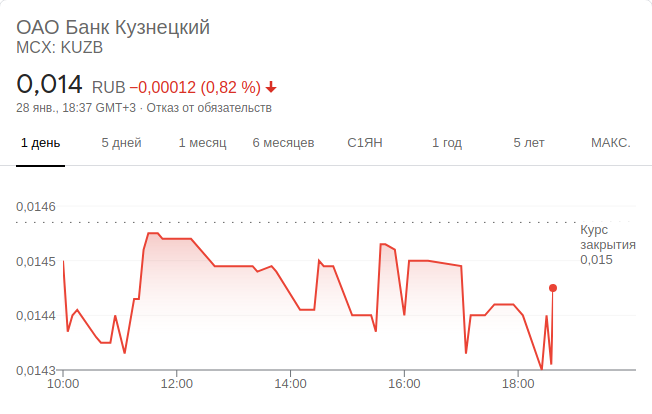 ОАО Банк Кузнецкий
MCX: KUZB
0,014 RUB −0,00012 (0,82 %)
28 янв., 18:37 GMT+3 · Отказ от обязательств
1 день 5 дней 1 месяц 6 месяцев С1ЯН 1 год 5 лет МАКС.
0,0146
Курс
закрытия
0,015
0,0145
0,0144
0,0143
10:00 12:00 14:00 16:00 18:00